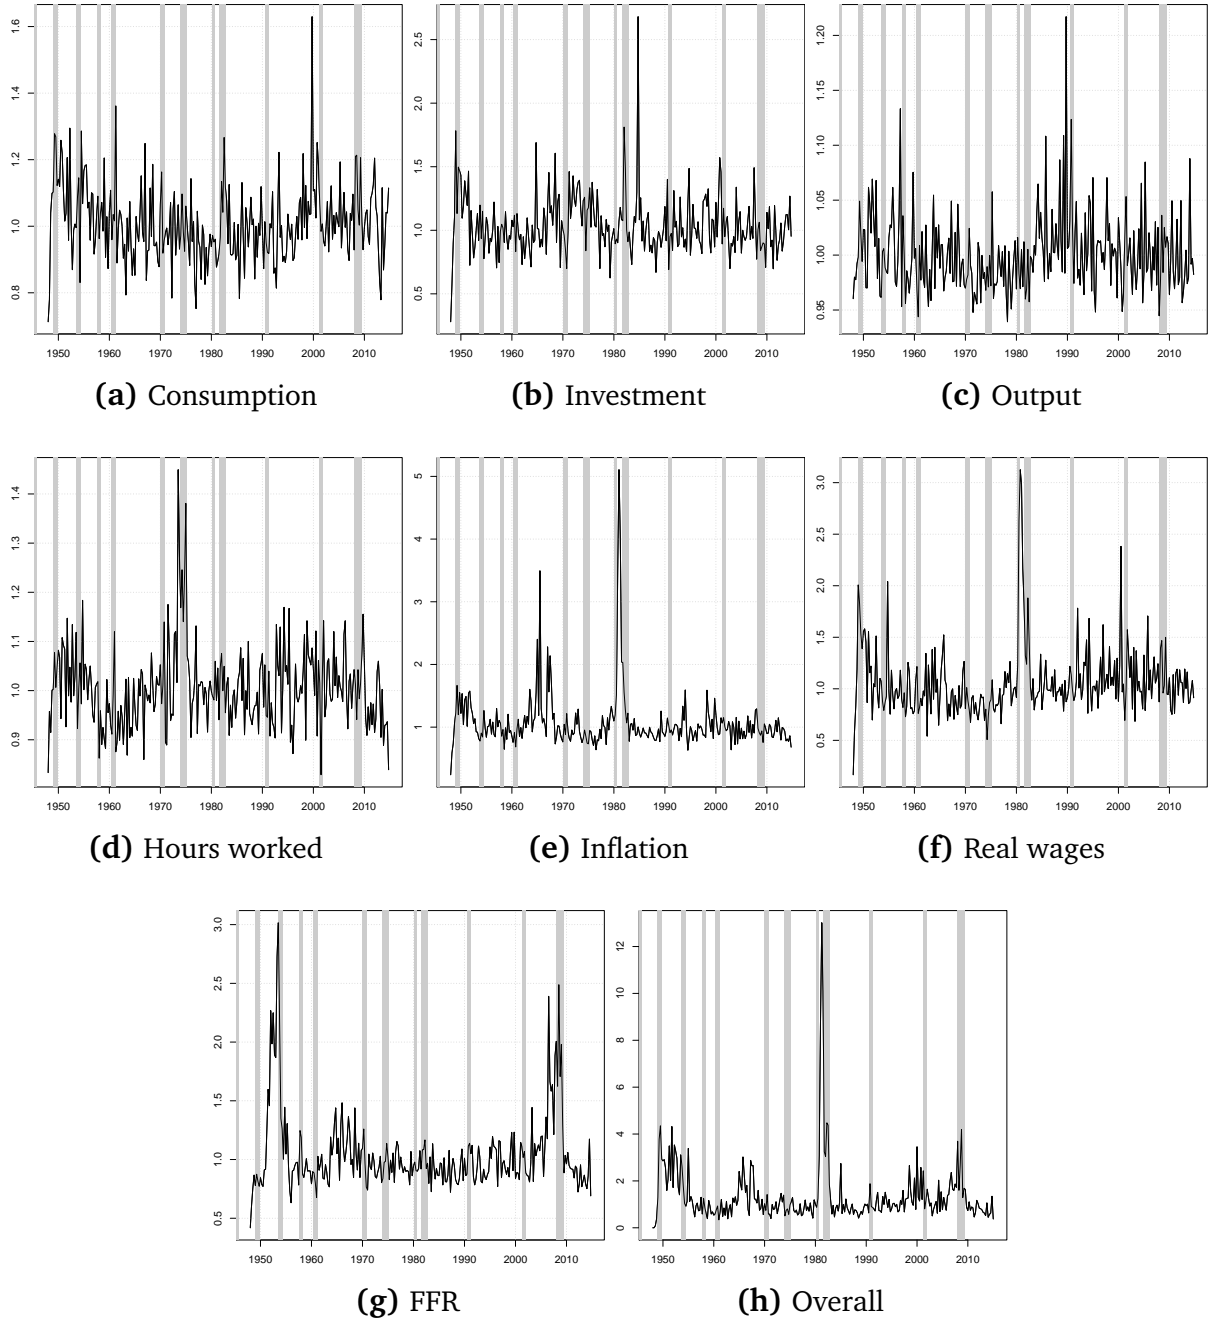 1.6
1.4
1.2
1.0
0.8
1950 1960 1970 1980 1990 2000 2010
(a) Consumption
2.5
2.0
1.5
1.0
0.5
1950 1960 1970 1980 1990 2000 2010
(b) Investment
1.20
1.15
1.10
1.05
1.00
0.95
1950 1960 1970 1980 1990 2000 2010
(c) Output
1.4
1.3
1.2
1.1
1.0
0.9
1950 1960 1970 1980 1990 2000 2010
(d) Hours worked
5
4
3
2
1
1950 1960 1970 1980 1990 2000 2010
(e) Inflation
3.0
2.5
2.0
1.5
1.0
0.5
1950 1960 1970 1980 1990 2000 2010
(f) Real wages
3.0
2.5
2.0
1.5
1.0
0.5
1950 1960 1970 1980 1990 2000 2010
(g) FFR
12
10
8
6
4
2
0
1950 1960 1970 1980 1990 2000 2010
(h) Overall